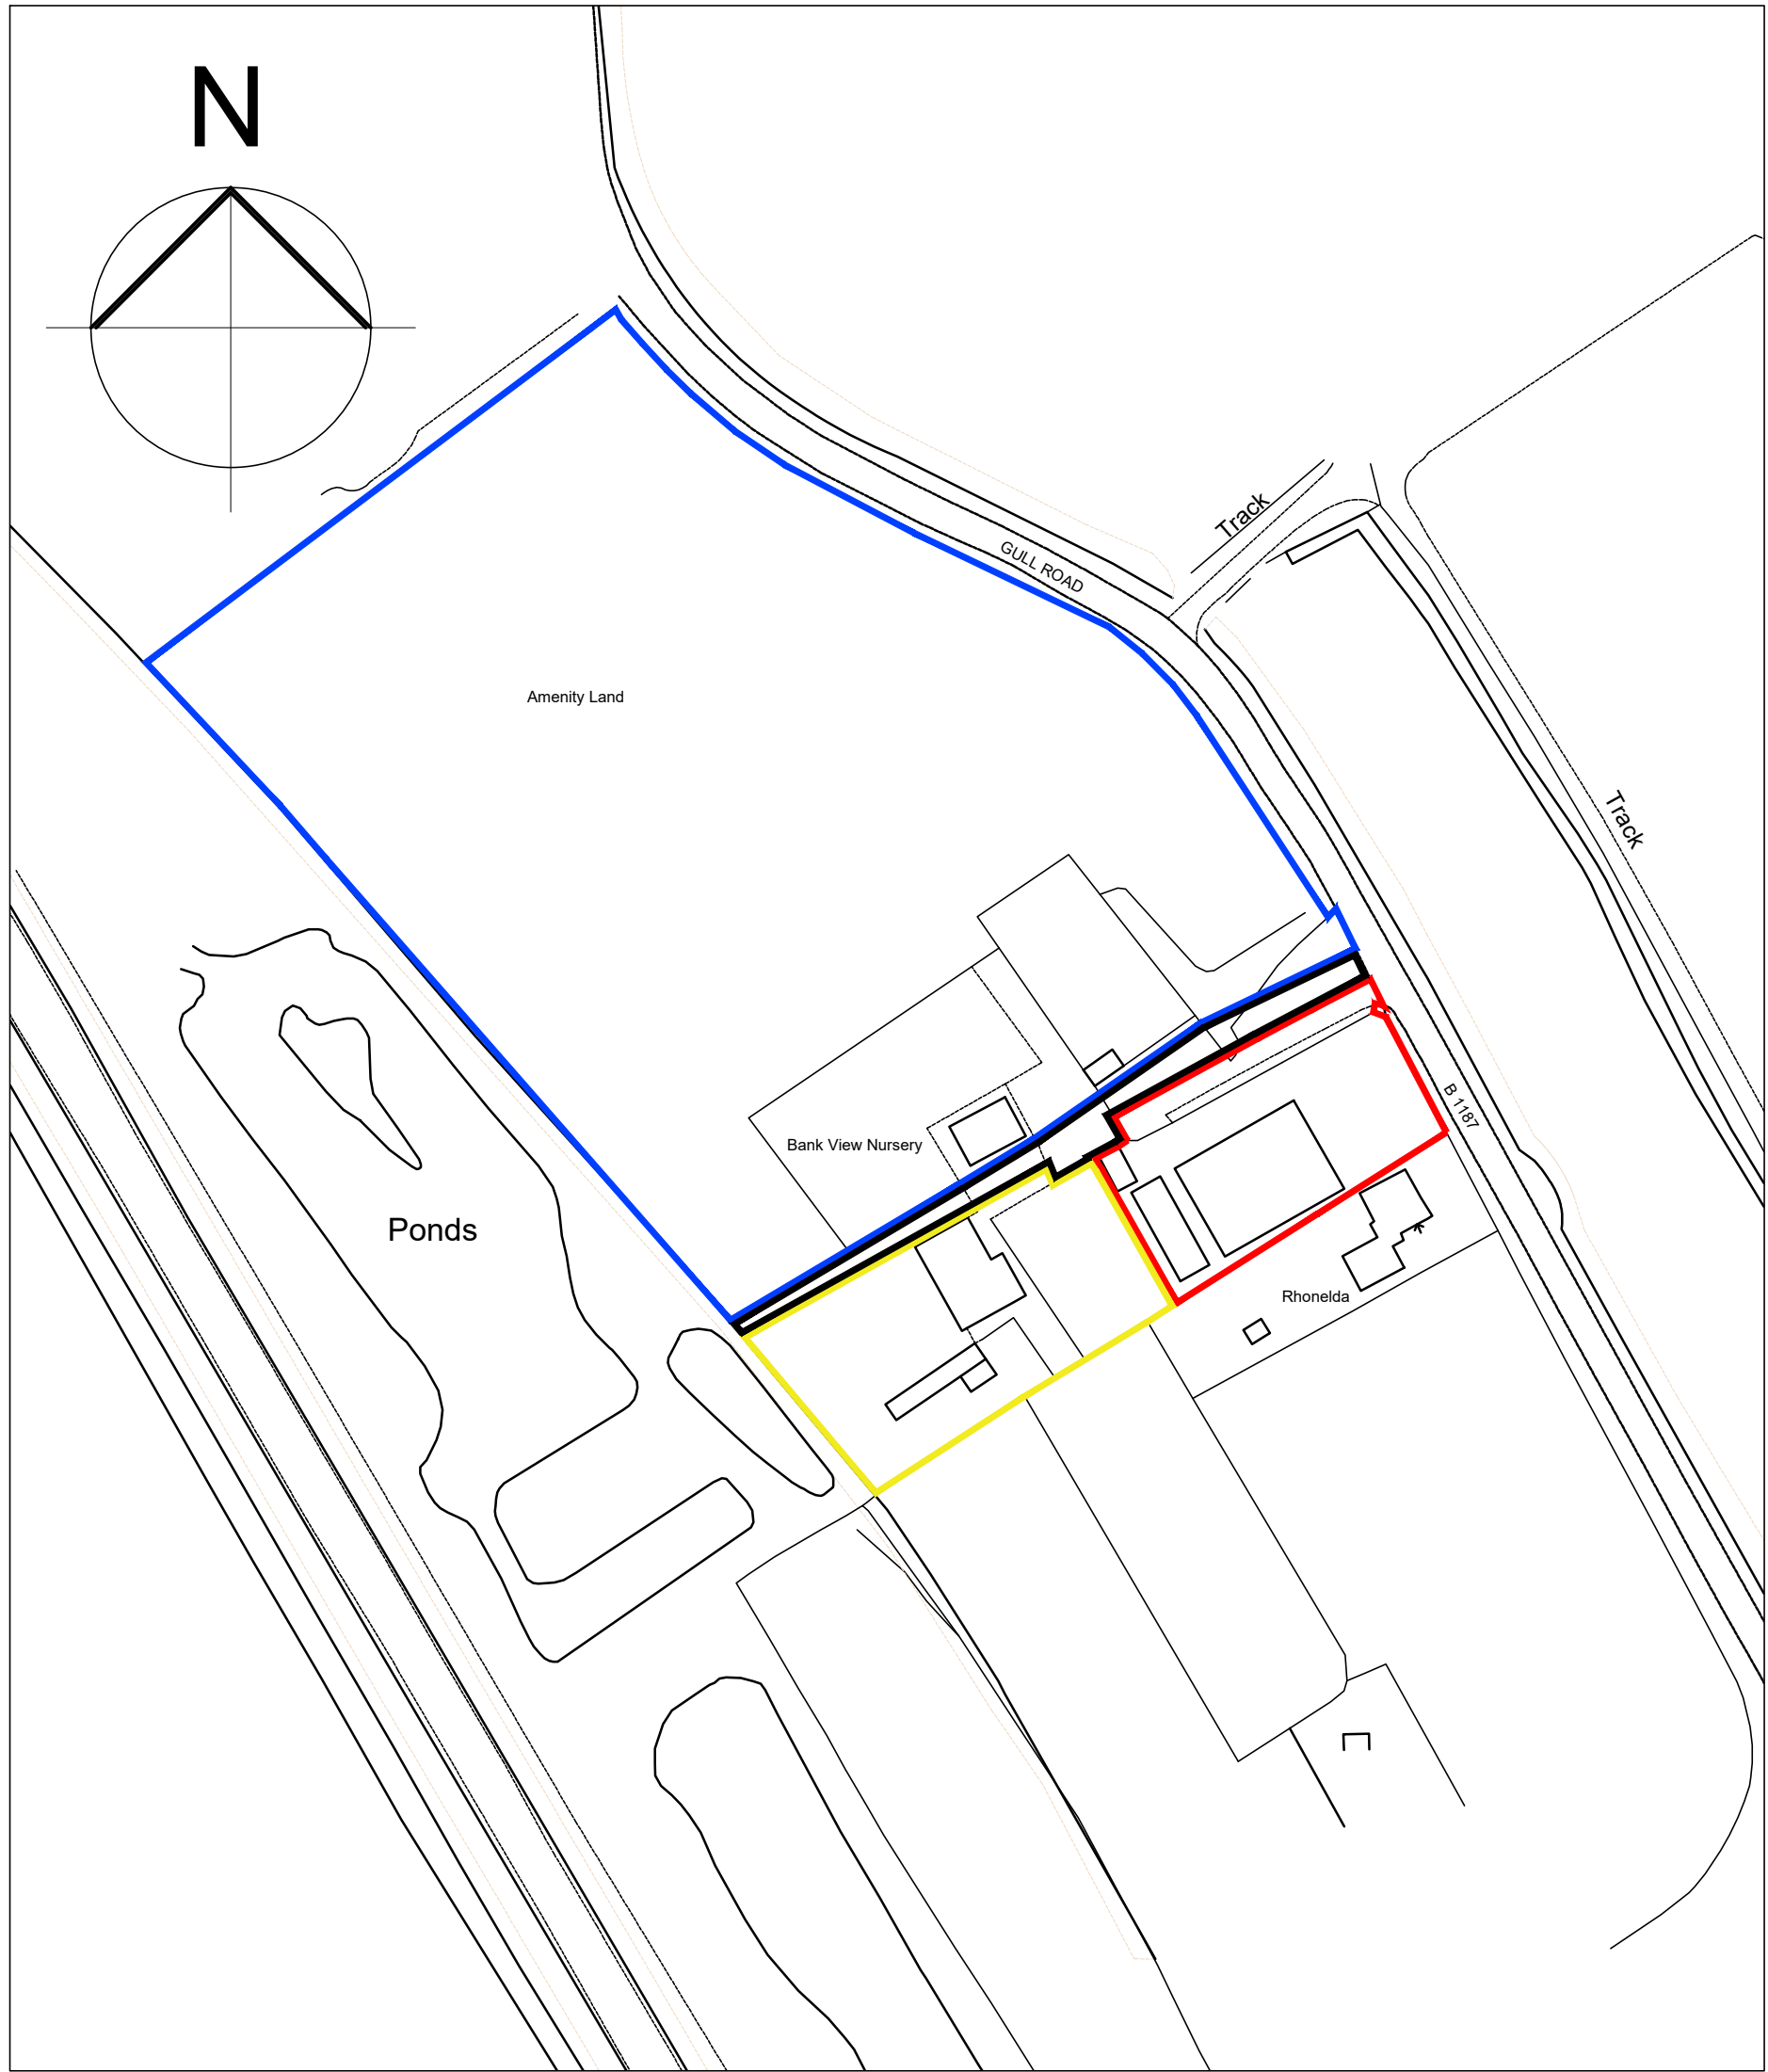 N
Track
GULL ROAD
Amenity Land
Track
B 1187
Bank View Nursery
Ponds
Rhonelda